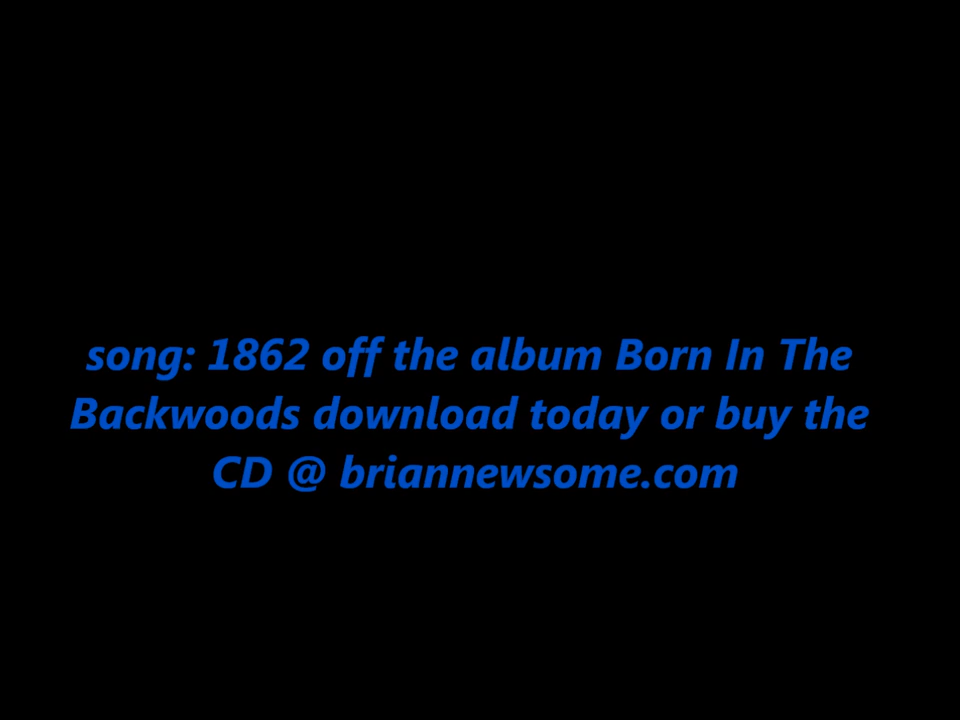 song: 1862 off the album Born In The
Backwoods download today or buy the
CD @ briannewsome.com